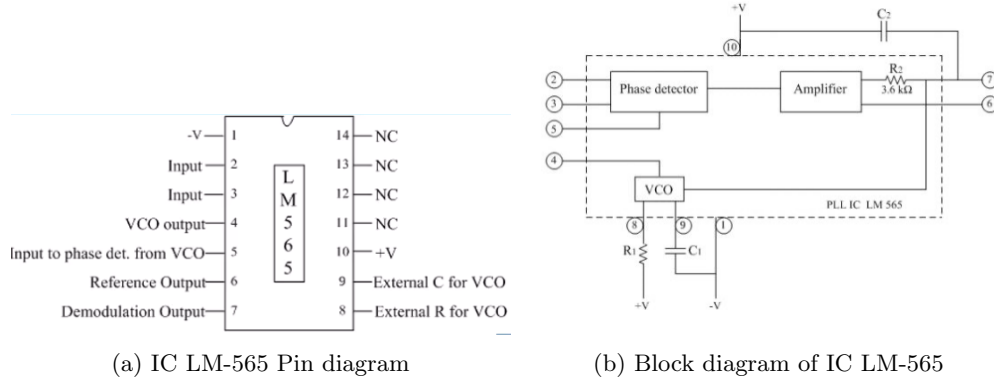 -V 1 14 NC
Input 2 13 NC
Input 3 12 NC
VCO output 4 11 NC
Input to phase det. from VCO 5 10 +V
Reference Output 6 9 External C for VCO
Demodulation Output 7 8 External R for VCO
L
M
5
6
5
(a) IC LM-565 Pin diagram
+V
C2
10
2
3
5
Phase detector
Amplifier
R2
3.6 kΩ
7
6
4
VCO
PLL IC LM 565
8
9
1
R1
C1
+V
-V
(b) Block diagram of IC LM-565